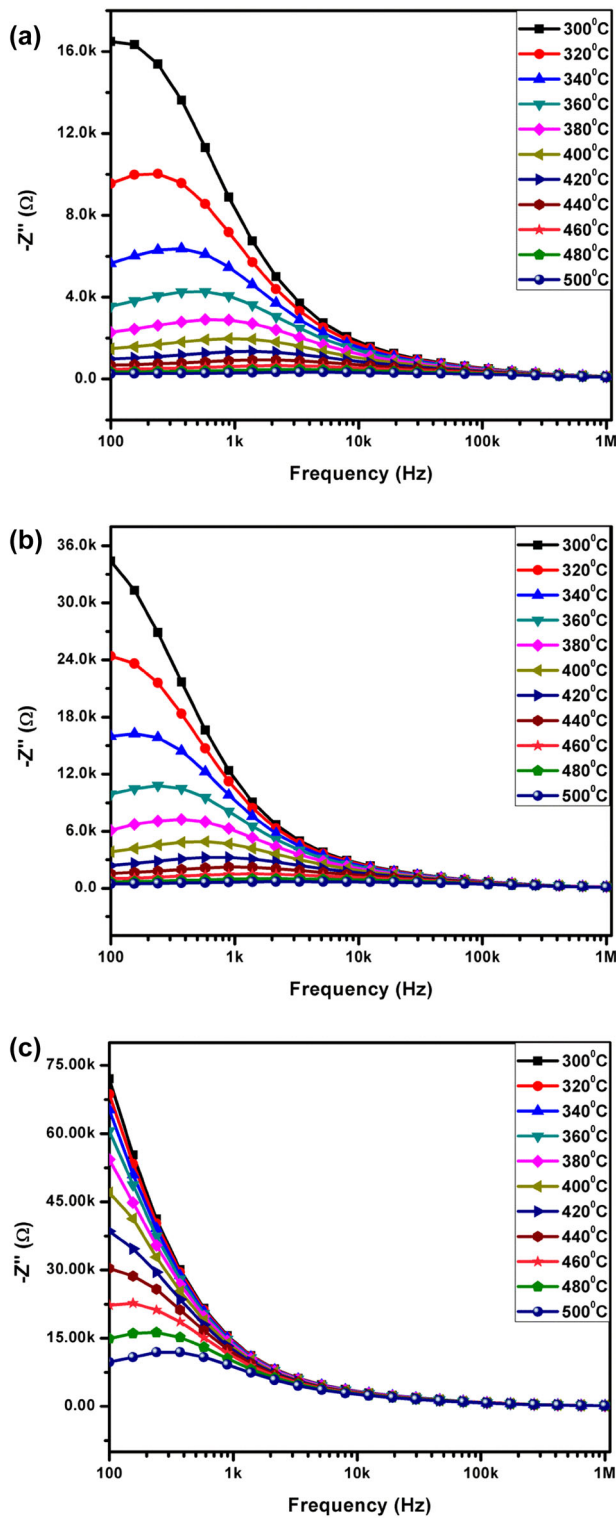 (a)
-Z'' (Ω)
16.0k
12.0k
8.0k
4.0k
0.0
100 1k 10k 100k 1M
Frequency (Hz)
300⁰C
320⁰C
340⁰C
360⁰C
380⁰C
400⁰C
420⁰C
440⁰C
460⁰C
480⁰C
500⁰C
(b)
-Z'' (Ω)
36.0k
30.0k
24.0k
18.0k
12.0k
6.0k
0.0
100 1k 10k 100k 1M
Frequency (Hz)
300⁰C
320⁰C
340⁰C
360⁰C
380⁰C
400⁰C
420⁰C
440⁰C
460⁰C
480⁰C
500⁰C
(c)
-Z'' (Ω)
75.00k
60.00k
45.00k
30.00k
15.00k
0.00
100 1k 10k 100k 1M
Frequency (Hz)
300⁰C
320⁰C
340⁰C
360⁰C
380⁰C
400⁰C
420⁰C
440⁰C
460⁰C
480⁰C
500⁰C